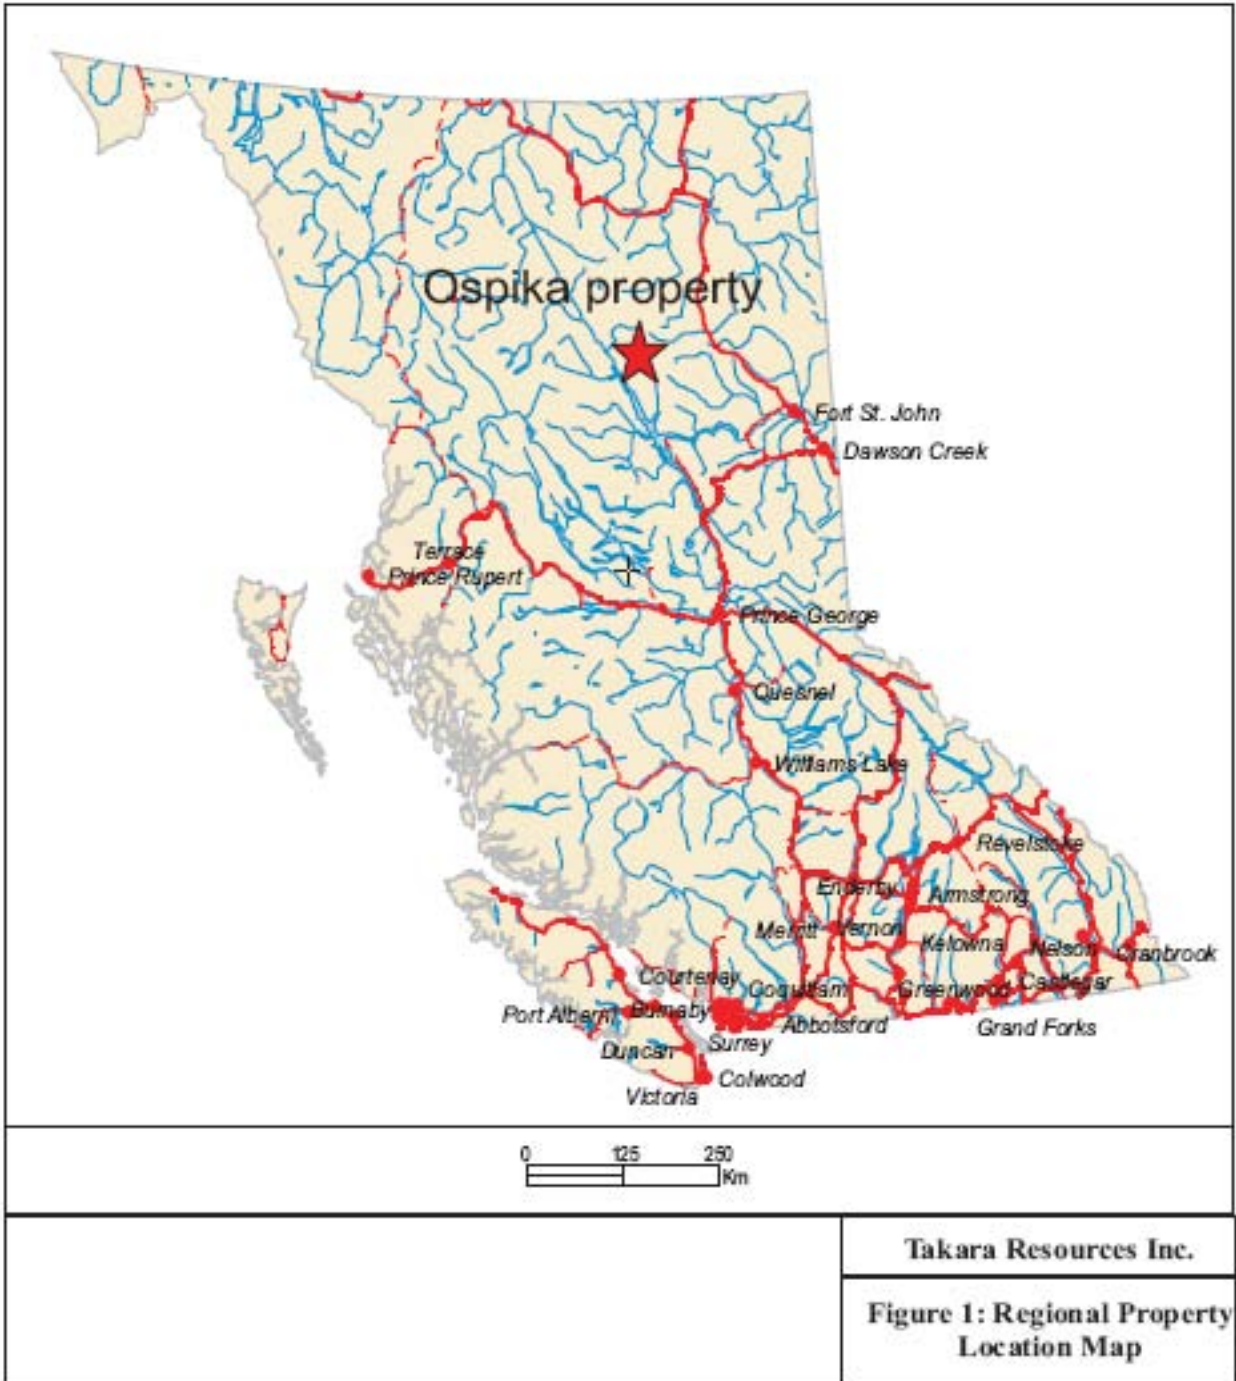 Ospika property
Fort St. John
Dawson Creek
Terrace
Prince Rupert
Prince George
Quesnel
Williams Lake
Revelstoke
Enderby
Armstrong
Merritt
Vernon
Kelowna
Nelson
Cranbrook
Courtenay
Coquitlam
Greenwood
Castlegar
Port Alberni
Burnaby
Abbotsford
Grand Forks
Duncan
Surrey
Colwood
Victoria
0 125 250
Km
Takara Resources Inc.
Figure 1: Regional Property
Location Map